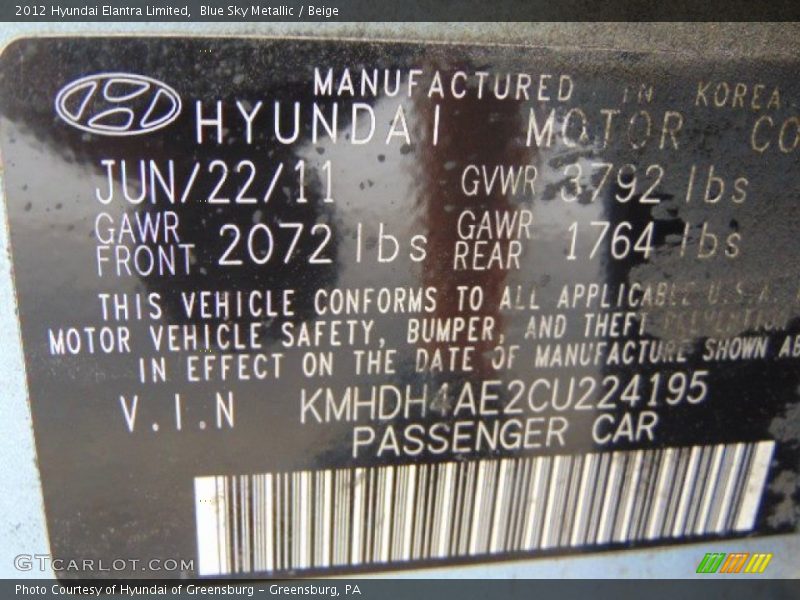 2012 Hyundai Elantra Limited,  Blue Sky Metallic / Beige
MANUFACTURED IN KOREA
HYUNDAI MOTOR CO
JUN/22/11 GVWR 3792 lbs
GAWR FRONT 2072 lbs GAWR REAR 1764 lbs
THIS VEHICLE CONFORMS TO ALL APPLICABLE U.S.A.
MOTOR VEHICLE SAFETY, BUMPER, AND THEFT PREVENTION
IN EFFECT ON THE DATE OF MANUFACTURE SHOWN AB
V.I.N KMHDH4AE2CU224195
PASSENGER CAR
GTCARLOT.COM
Photo Courtesy of Hyundai of Greensburg - Greensburg, PA